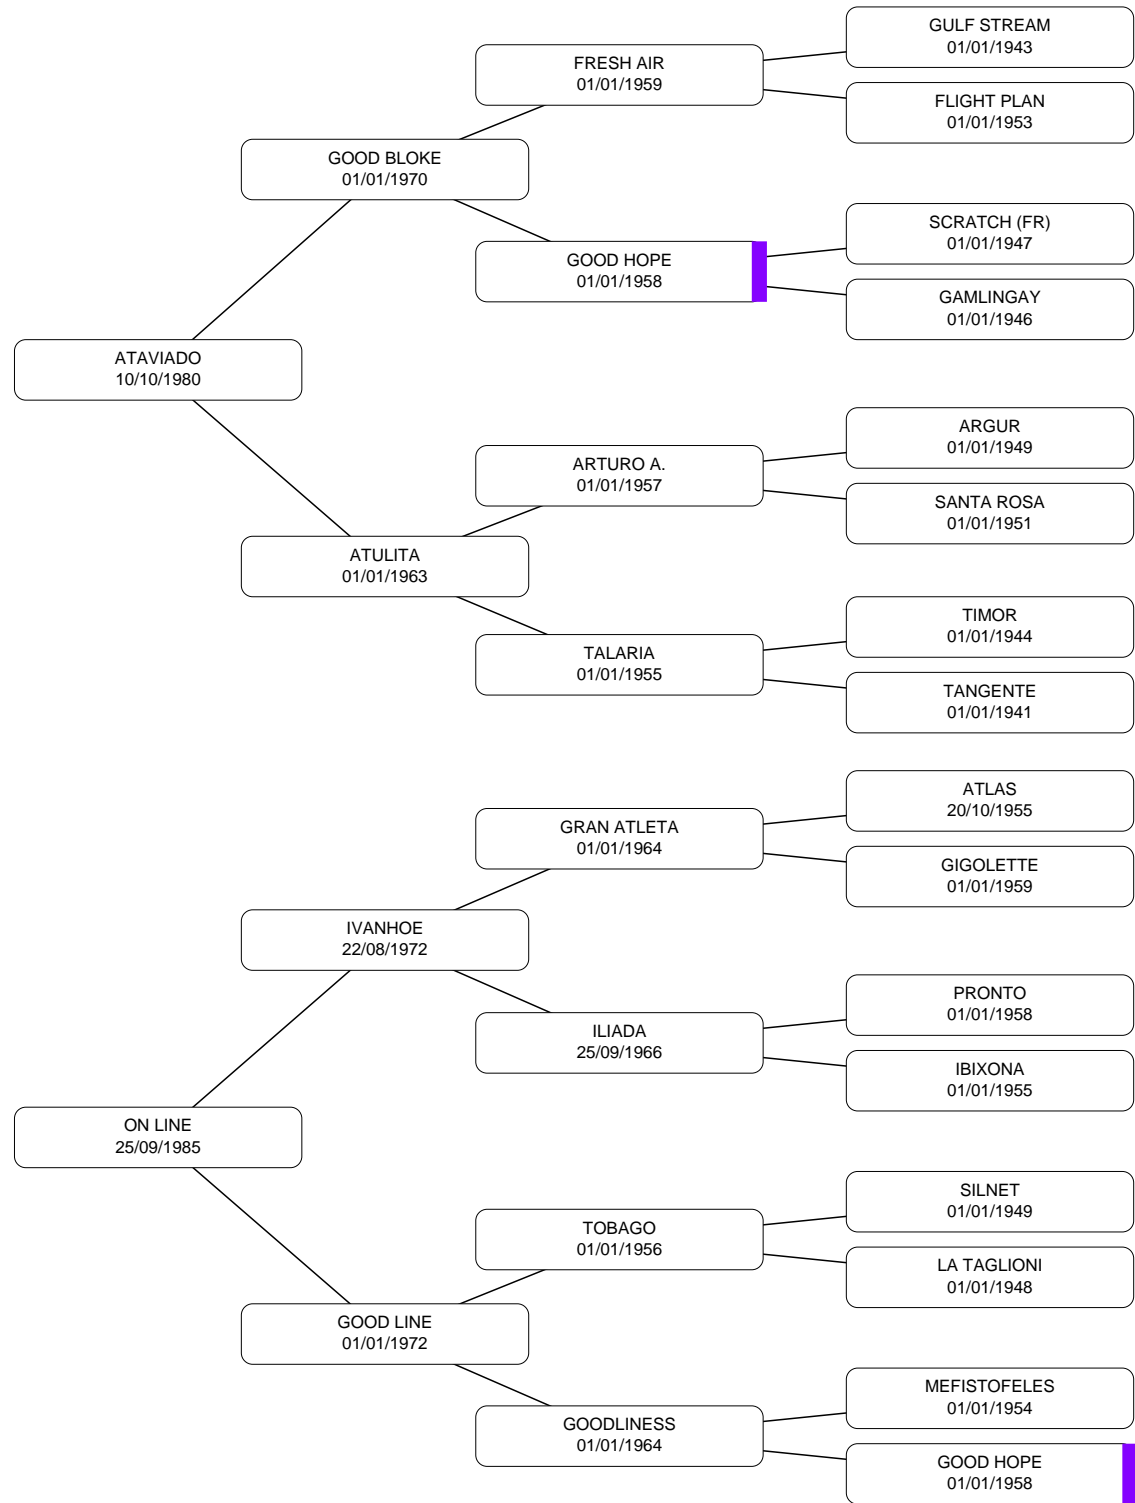 GULF STREAM
01/01/1943
FRESH AIR
01/01/1959
FLIGHT PLAN
01/01/1953
GOOD BLOKE
01/01/1970
SCRATCH (FR)
01/01/1947
GOOD HOPE
01/01/1958
GAMLINGAY
01/01/1946
ATAVIADO
10/10/1980
ARGUR
01/01/1949
ARTURO A.
01/01/1957
SANTA ROSA
01/01/1951
ATULITA
01/01/1963
TIMOR
01/01/1944
TALARIA
01/01/1955
TANGENTE
01/01/1941
ATLAS
20/10/1955
GRAN ATLETA
01/01/1964
GIGOLETTE
01/01/1959
IVANHOE
22/08/1972
PRONTO
01/01/1958
ILIADA
25/09/1966
IBIXONA
01/01/1955
ON LINE
25/09/1985
SILNET
01/01/1949
TOBAGO
01/01/1956
LA TAGLIONI
01/01/1948
GOOD LINE
01/01/1972
MEFISTOFELES
01/01/1954
GOODLINESS
01/01/1964
GOOD HOPE
01/01/1958